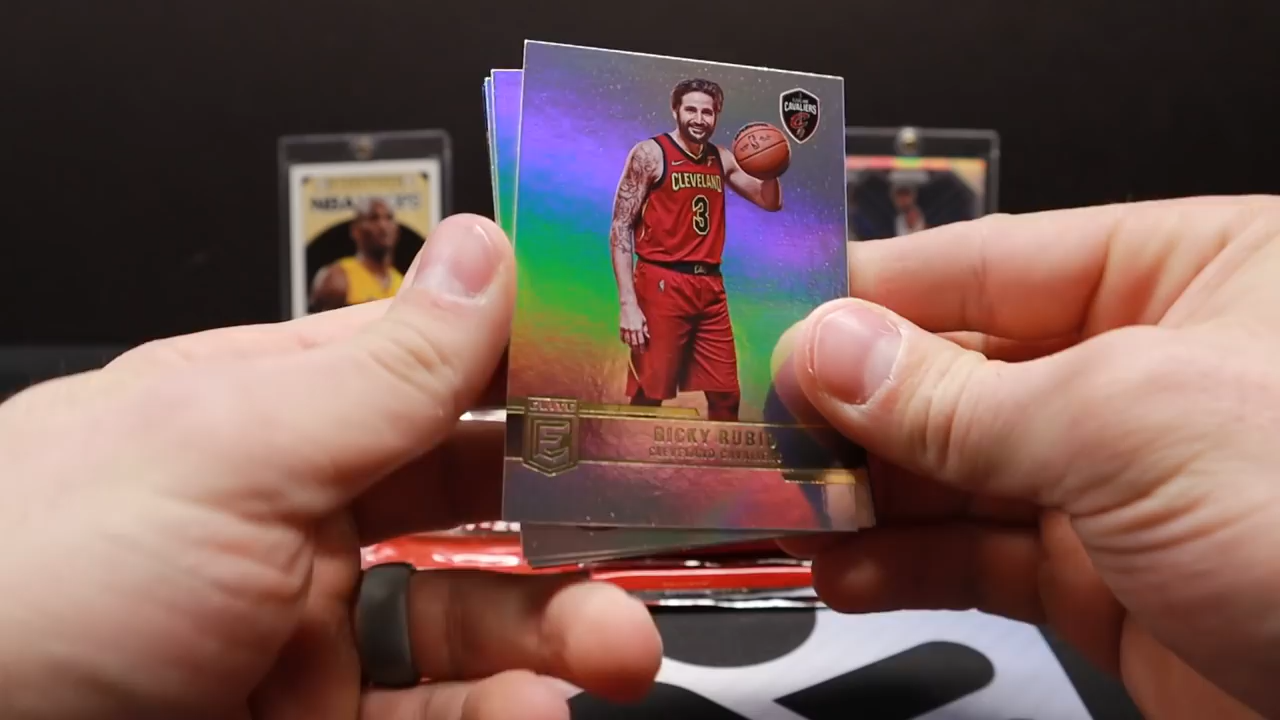 CAVALIERS
CLEVELAND
3
ELITE
E
RICKY RUBIO
CLEVELAND CAVALIERS
NBA